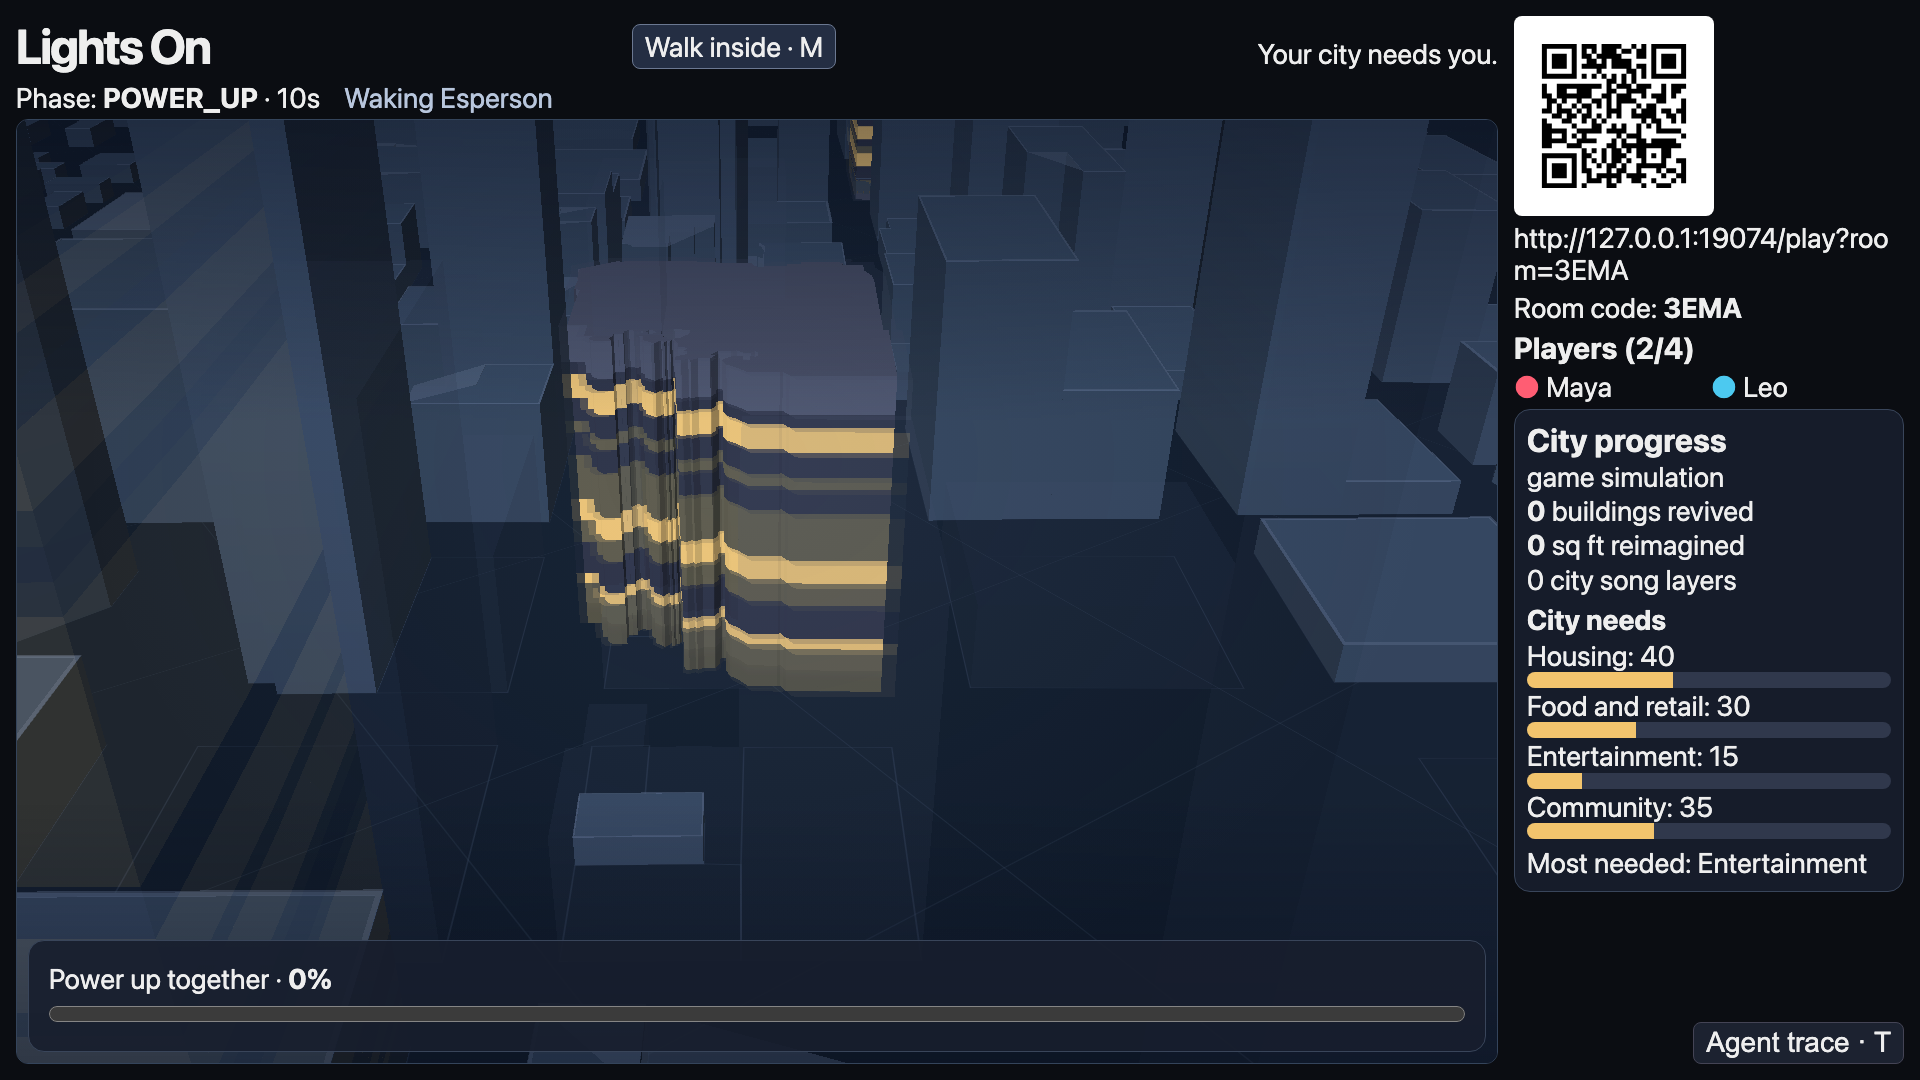 Lights On
Walk inside · M
Your city needs you.
Phase: POWER_UP · 10s Waking Esperson
http://127.0.0.1:19074/play?roo
m=3EMA
Room code: 3EMA
Players (2/4)
Maya
Leo
City progress
game simulation
0 buildings revived
0 sq ft reimagined
0 city song layers
City needs
Housing: 40
Food and retail: 30
Entertainment: 15
Community: 35
Most needed: Entertainment
Power up together · 0%
Agent trace · T